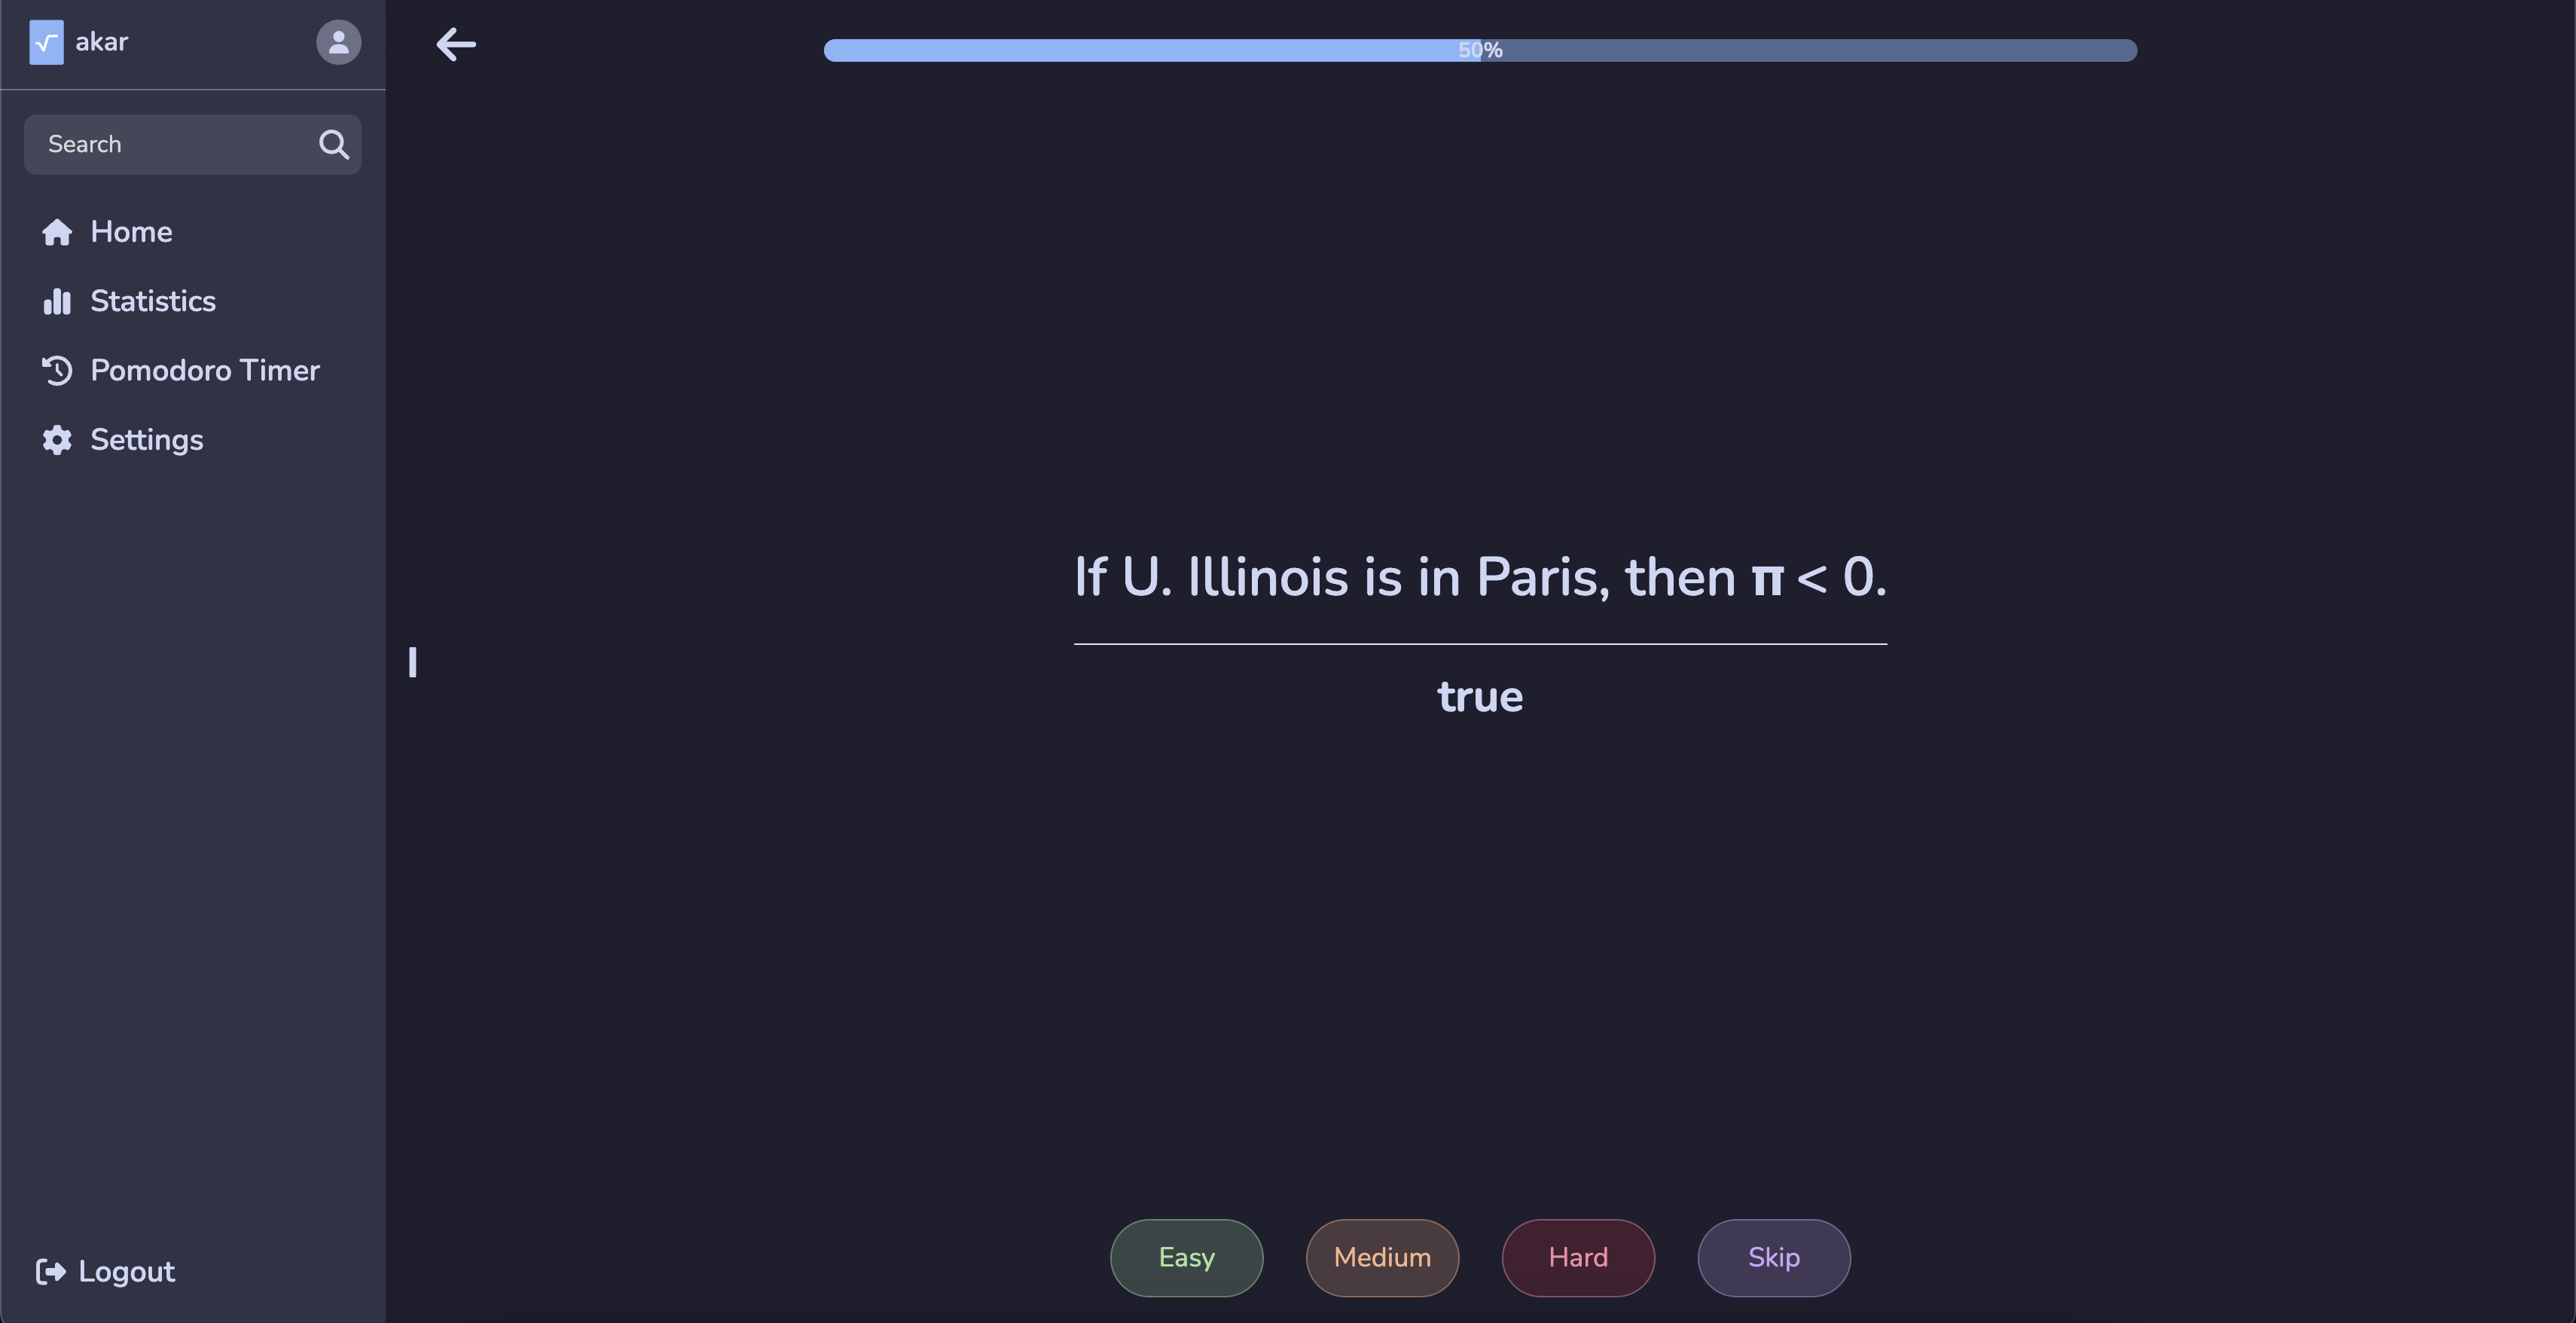 akar
Search
Home
Statistics
Pomodoro Timer
Settings
Logout
50%
If U. Illinois is in Paris, then π < 0.
true
Easy
Medium
Hard
Skip